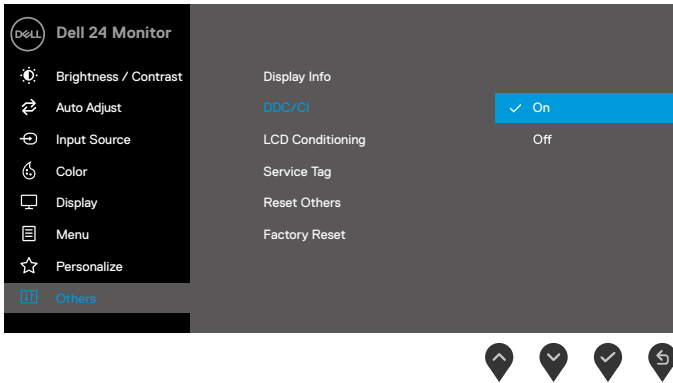 DELL Dell 24 Monitor
Brightness / Contrast Display Info
Auto Adjust DDC/CI On
Input Source LCD Conditioning Off
Color Service Tag
Display Reset Others
Menu Factory Reset
Personalize
Others